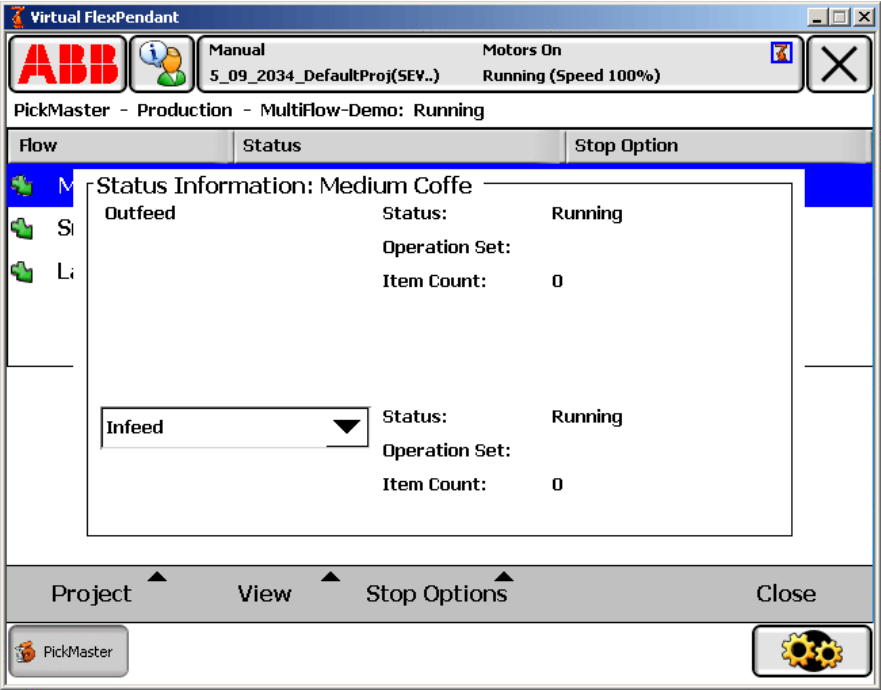 Virtual FlexPendant
ABB
Manual Motors On
5_09_2034_DefaultProj(SEV..) Running (Speed 100%)
PickMaster - Production - MultiFlow-Demo: Running
Flow Status Stop Option
M
Status Information: Medium Coffe
Outfeed Status: Running
Operation Set:
Item Count: 0
Infeed Status: Running
Operation Set:
Item Count: 0
Project View Stop Options Close
PickMaster